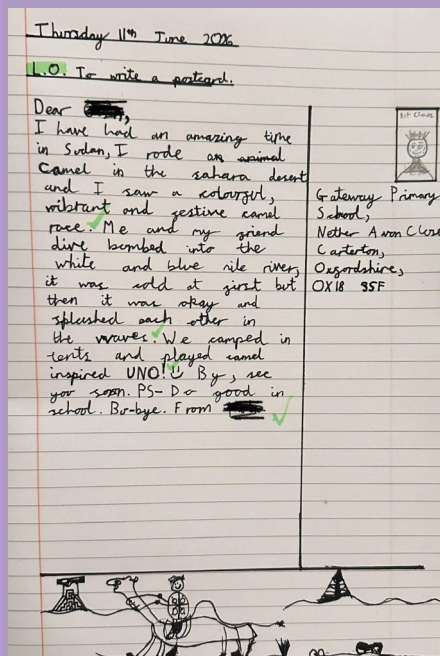 Thursday 11th June 2026
L.O. To write a postcard.
Dear
I have had an amazing time
in Sudan, I rode an animal
Camel in the sahara desert
and I saw a colourful,
vibrant and festive camel
race. Me and my friend
dive bombed into the
white and blue nile river,
it was cold at first but
then it was okay and
splashed each other in
the waves. We camped in
tents and played camel
inspired UNO! By, see
you soon. PS- Do good in
school. Bu-bye. From
Gateway Primary
School,
Nether Avon Close
Carterton,
Oxfordshire,
OX18